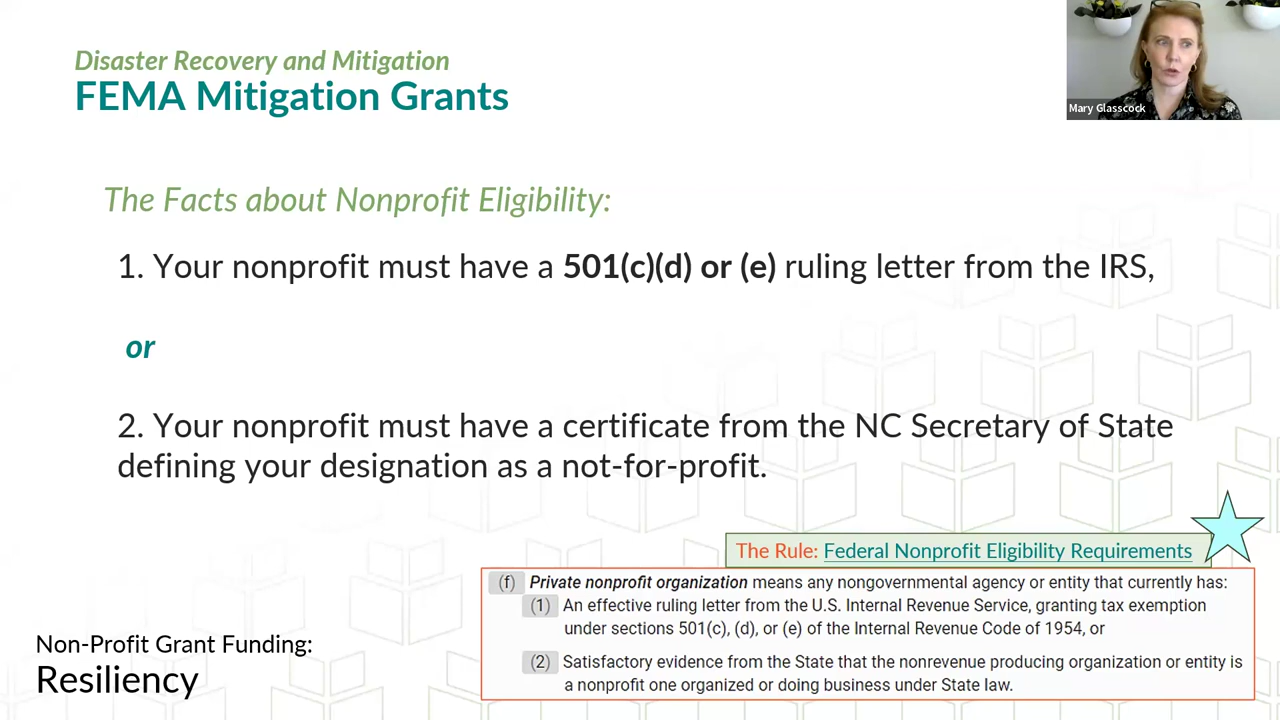 Disaster Recovery and Mitigation
FEMA Mitigation Grants
Mary Glasscock
The Facts about Nonprofit Eligibility:
1. Your nonprofit must have a 501(c)(d) or (e) ruling letter from the IRS,
or
2. Your nonprofit must have a certificate from the NC Secretary of State
defining your designation as a not-for-profit.
The Rule: Federal Nonprofit Eligibility Requirements
(f) Private nonprofit organization means any nongovernmental agency or entity that currently has:
(1) An effective ruling letter from the U.S. Internal Revenue Service, granting tax exemption
under sections 501(c), (d), or (e) of the Internal Revenue Code of 1954, or
(2) Satisfactory evidence from the State that the nonrevenue producing organization or entity is
a nonprofit one organized or doing business under State law.
Non-Profit Grant Funding:
Resiliency